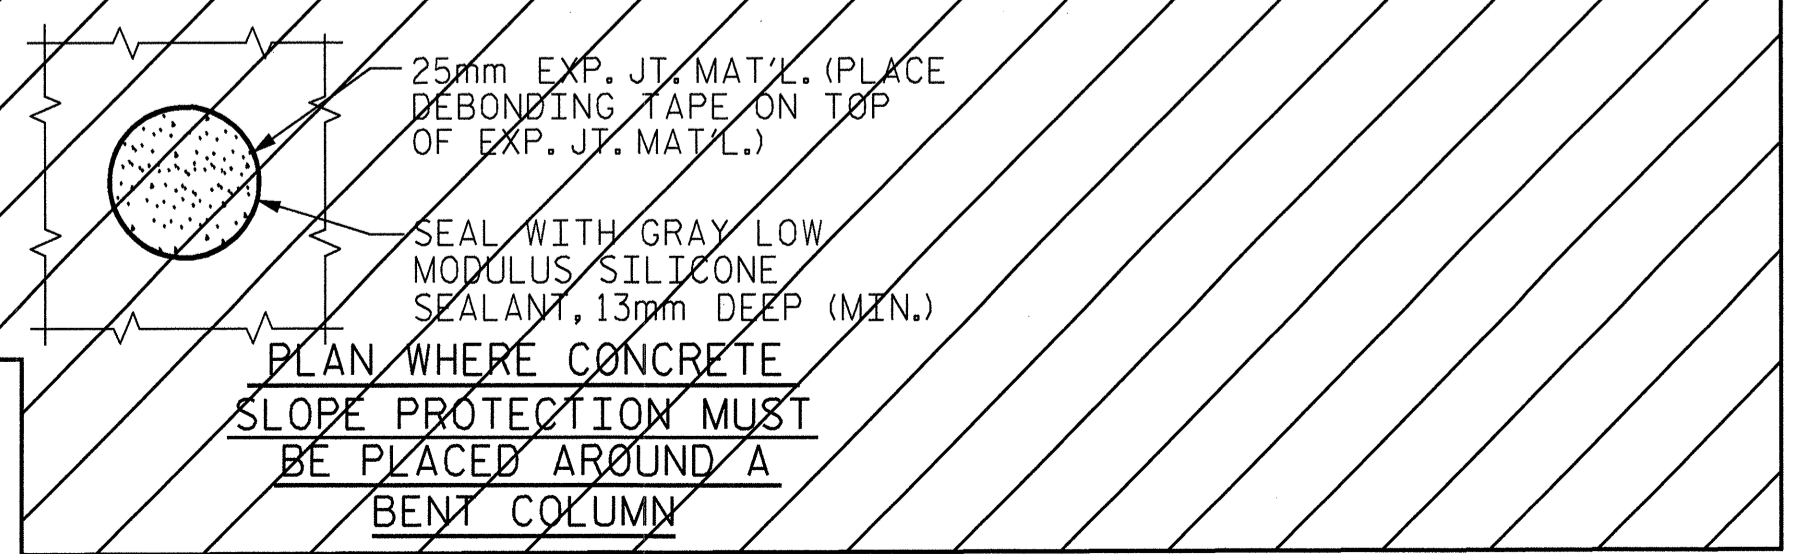 25mm EXP. JT. MAT'L. (PLACE
DEBONDING TAPE ON TOP
OF EXP. JT. MAT'L.)
SEAL WITH GRAY LOW
MODULUS SILICONE
SEALANT, 13mm DEEP (MIN.)
PLAN WHERE CONCRETE
SLOPE PROTECTION MUST
BE PLACED AROUND A
BENT COLUMN